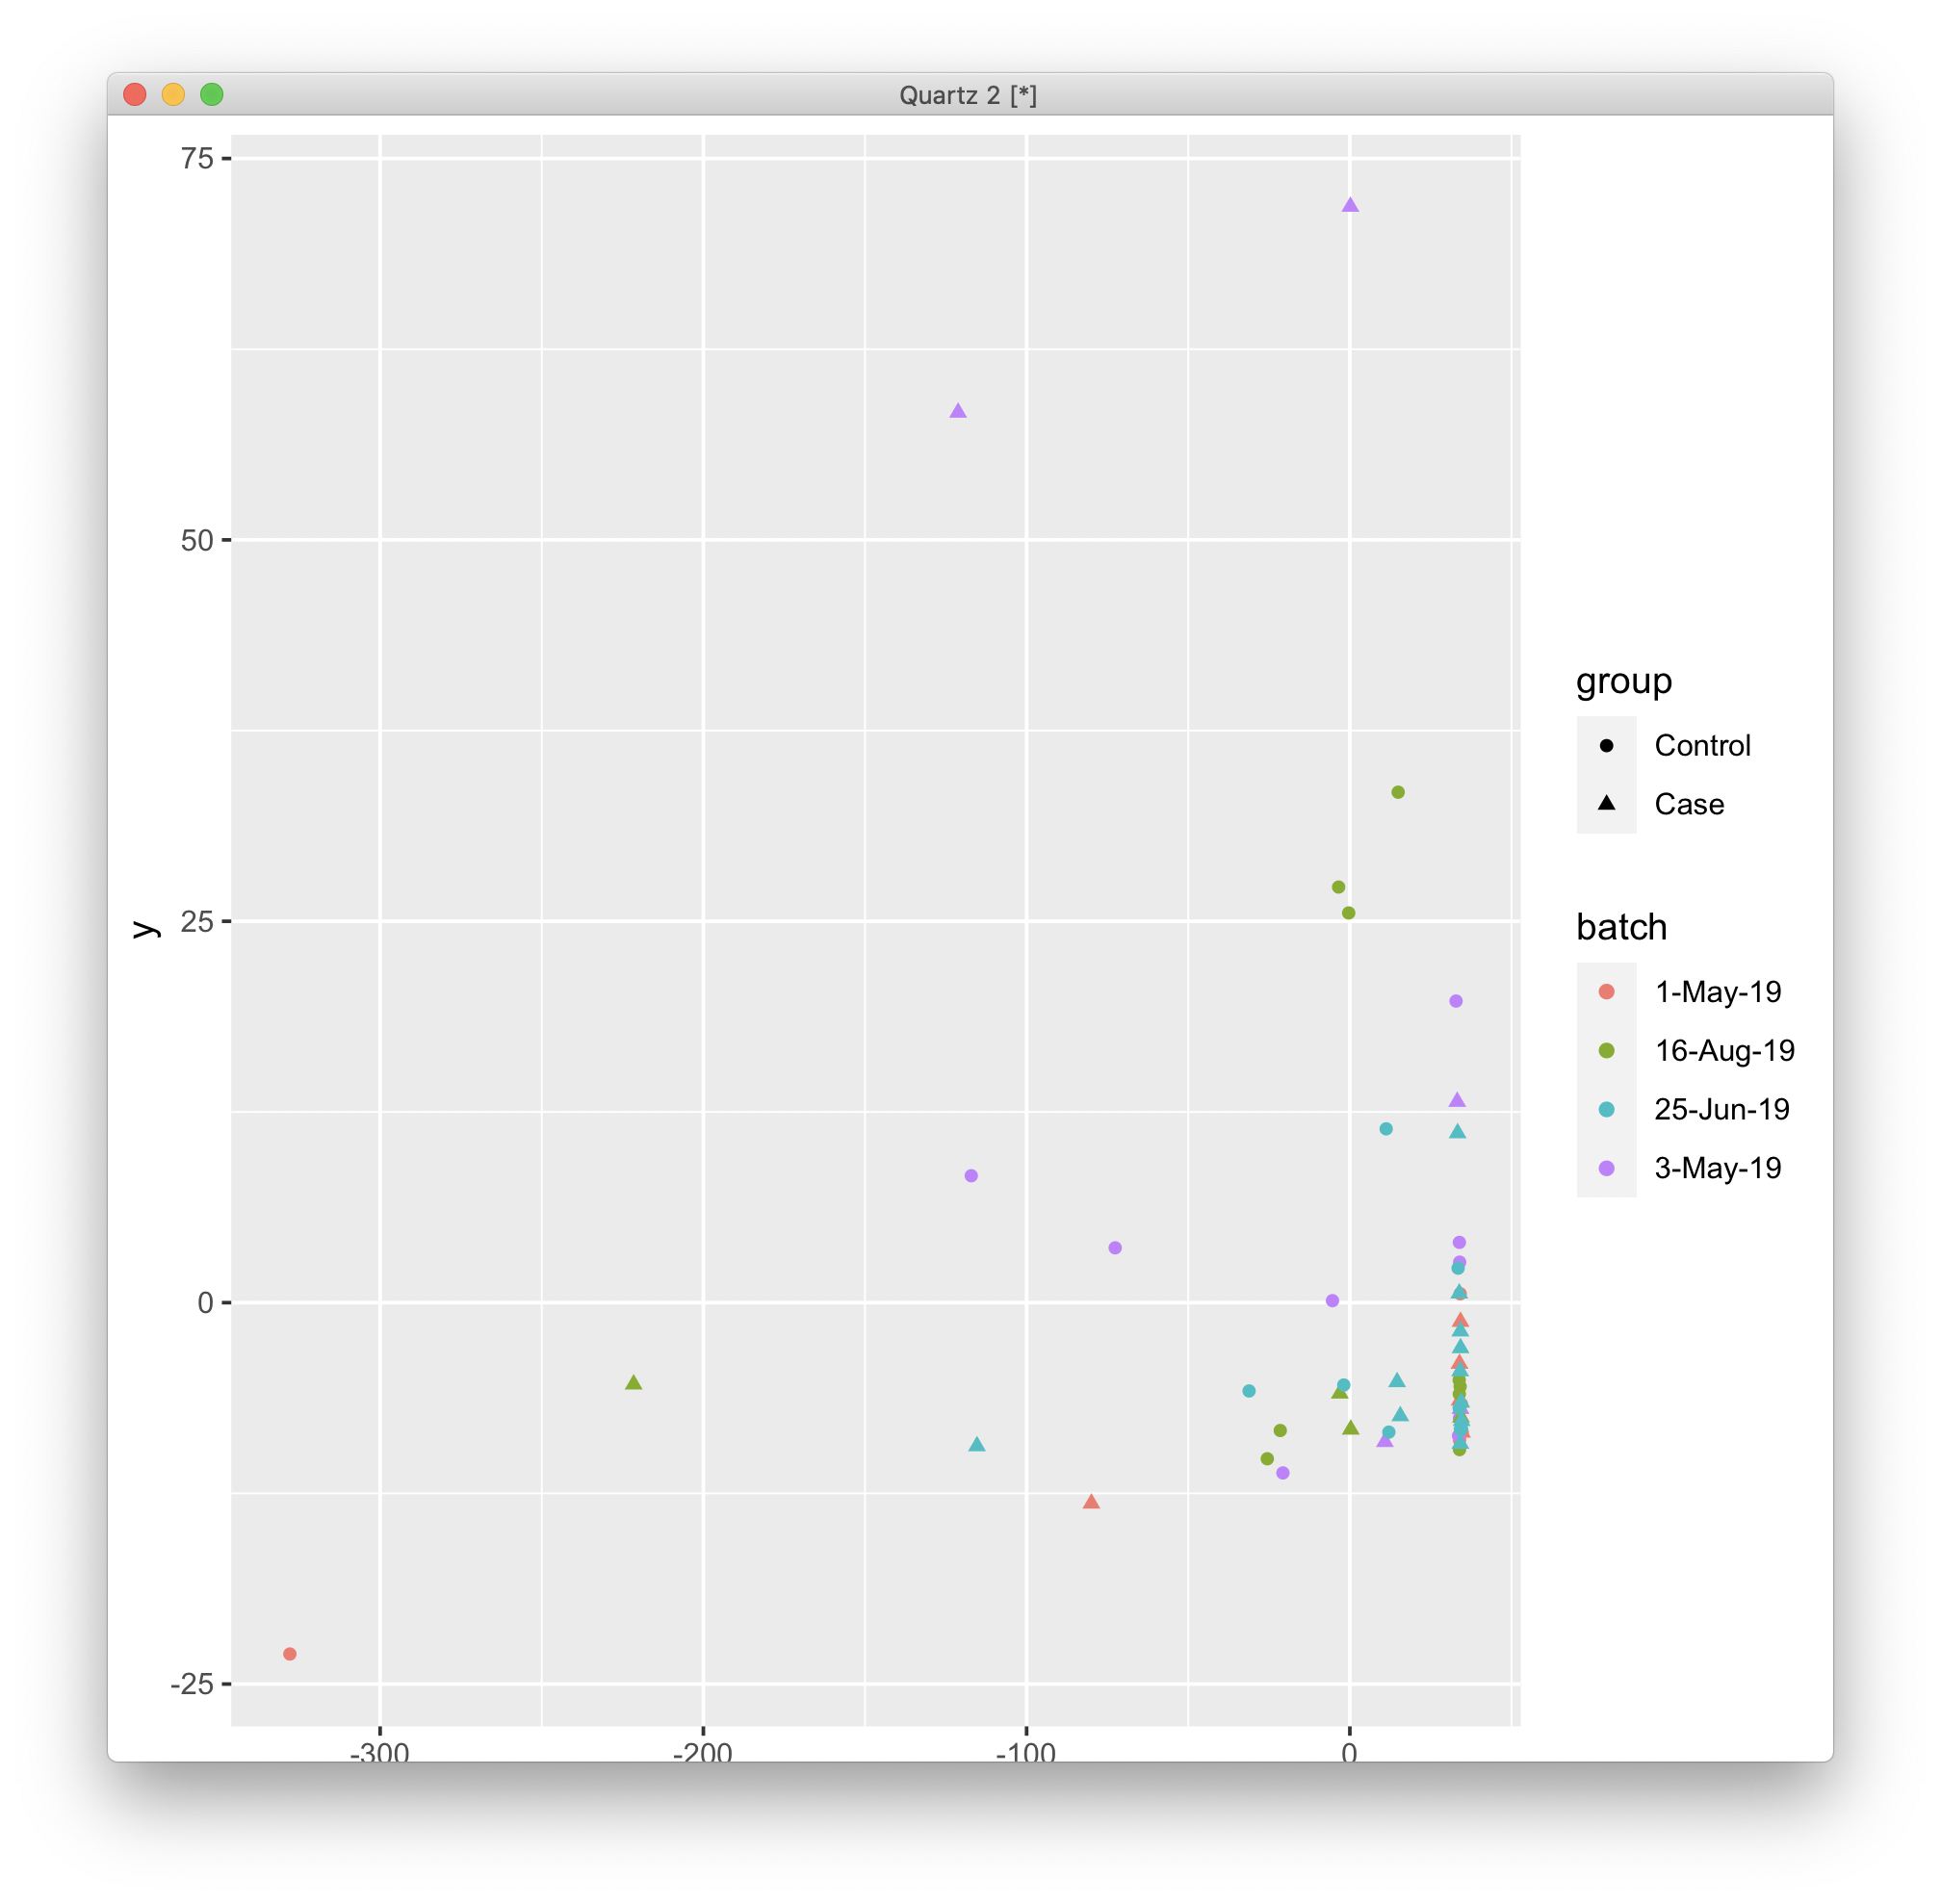 Quartz 2 [*]
75
50
25
0
-25
y
-300 -200 -100 0
group
Control
Case
batch
1-May-19
16-Aug-19
25-Jun-19
3-May-19